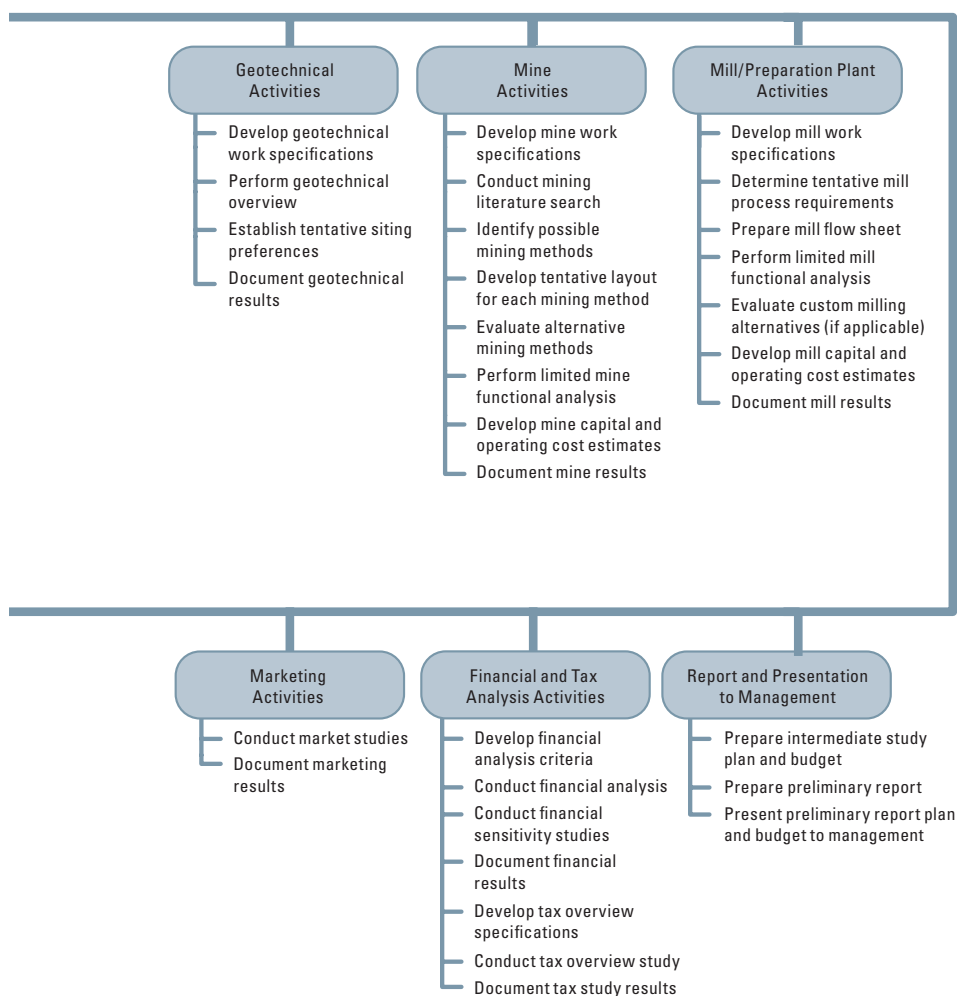 Geotechnical
Activities
Develop geotechnical
work specifications
Perform geotechnical
overview
Establish tentative siting
preferences
Document geotechnical
results
Mine
Activities
Develop mine work
specifications
Conduct mining
literature search
Identify possible
mining methods
Develop tentative layout
for each mining method
Evaluate alternative
mining methods
Perform limited mine
functional analysis
Develop mine capital and
operating cost estimates
Document mine results
Mill/Preparation Plant
Activities
Develop mill work
specifications
Determine tentative mill
process requirements
Prepare mill flow sheet
Perform limited mill
functional analysis
Evaluate custom milling
alternatives (if applicable)
Develop mill capital and
operating cost estimates
Document mill results
Marketing
Activities
Conduct market studies
Document marketing
results
Financial and Tax
Analysis Activities
Develop financial
analysis criteria
Conduct financial analysis
Conduct financial
sensitivity studies
Document financial
results
Develop tax overview
specifications
Conduct tax overview study
Document tax study results
Report and Presentation
to Management
Prepare intermediate study
plan and budget
Prepare preliminary report
Present preliminary report plan
and budget to management